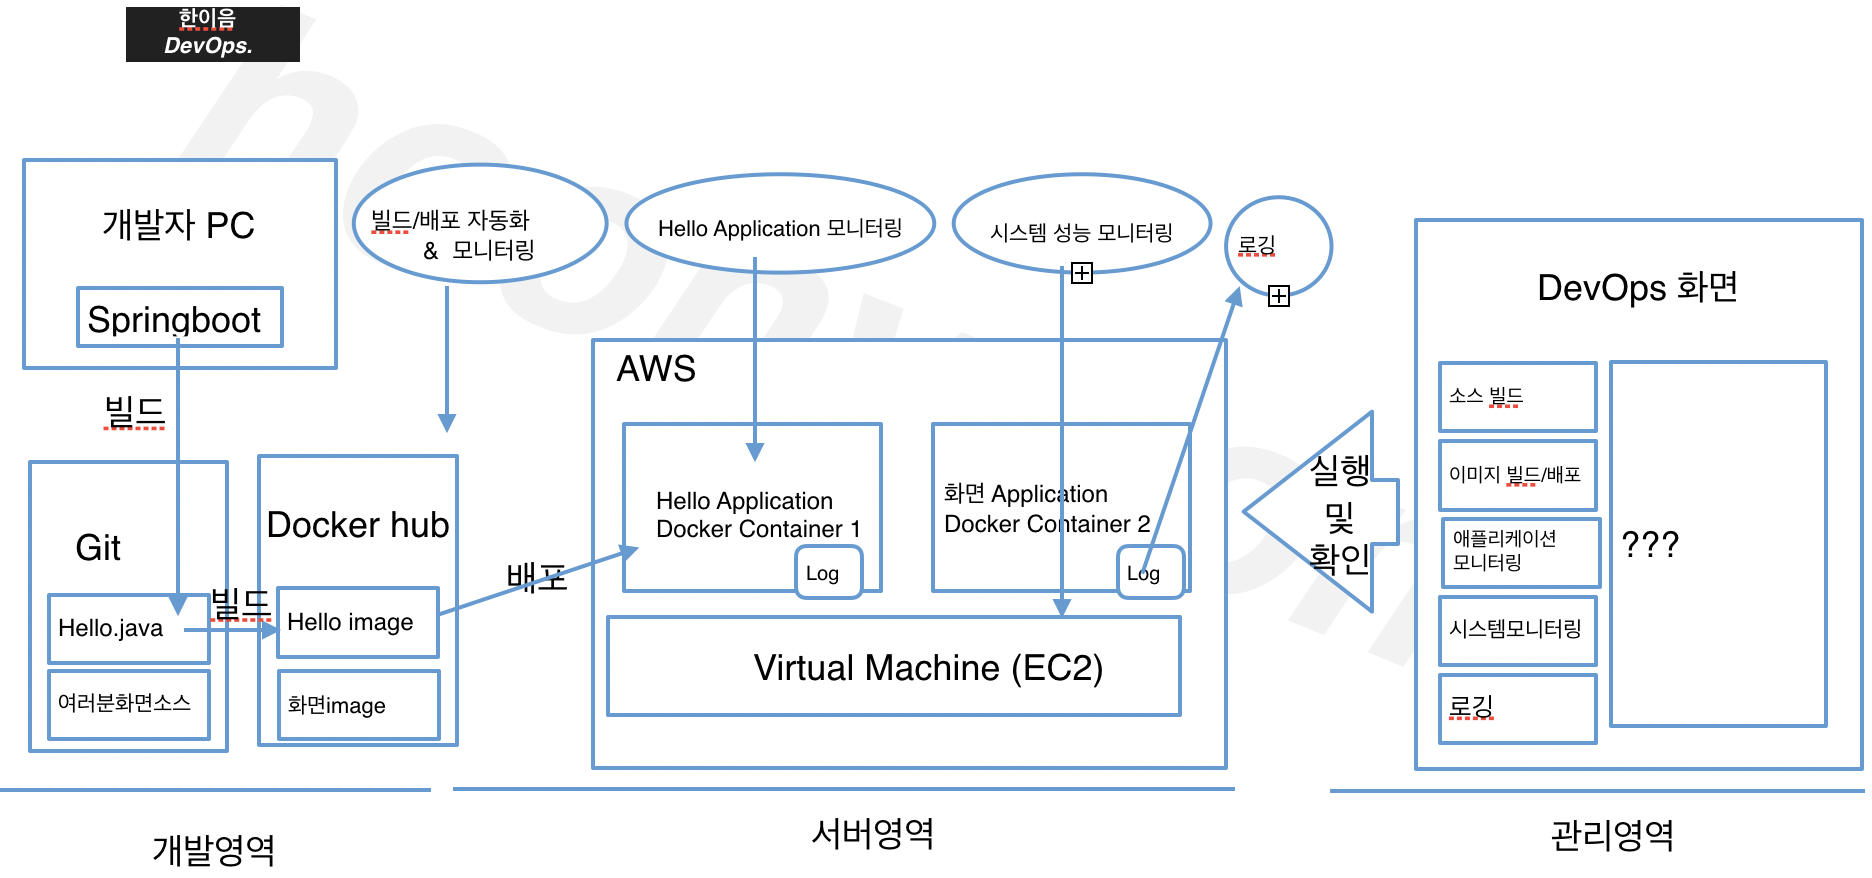 한이음
DevOps.
개발자 PC
Springboot
빌드
빌드/배포 자동화
& 모니터링
Hello Application 모니터링
시스템 성능 모니터링
로깅
Git
Hello.java
여러분화면소스
빌드
Docker hub
Hello image
화면image
배포
AWS
Hello Application
Docker Container 1
Log
화면 Application
Docker Container 2
Log
Virtual Machine (EC2)
실행
및
확인
DevOps 화면
소스 빌드
이미지 빌드/배포
애플리케이션
모니터링
시스템모니터링
로깅
???
개발영역
서버영역
관리영역